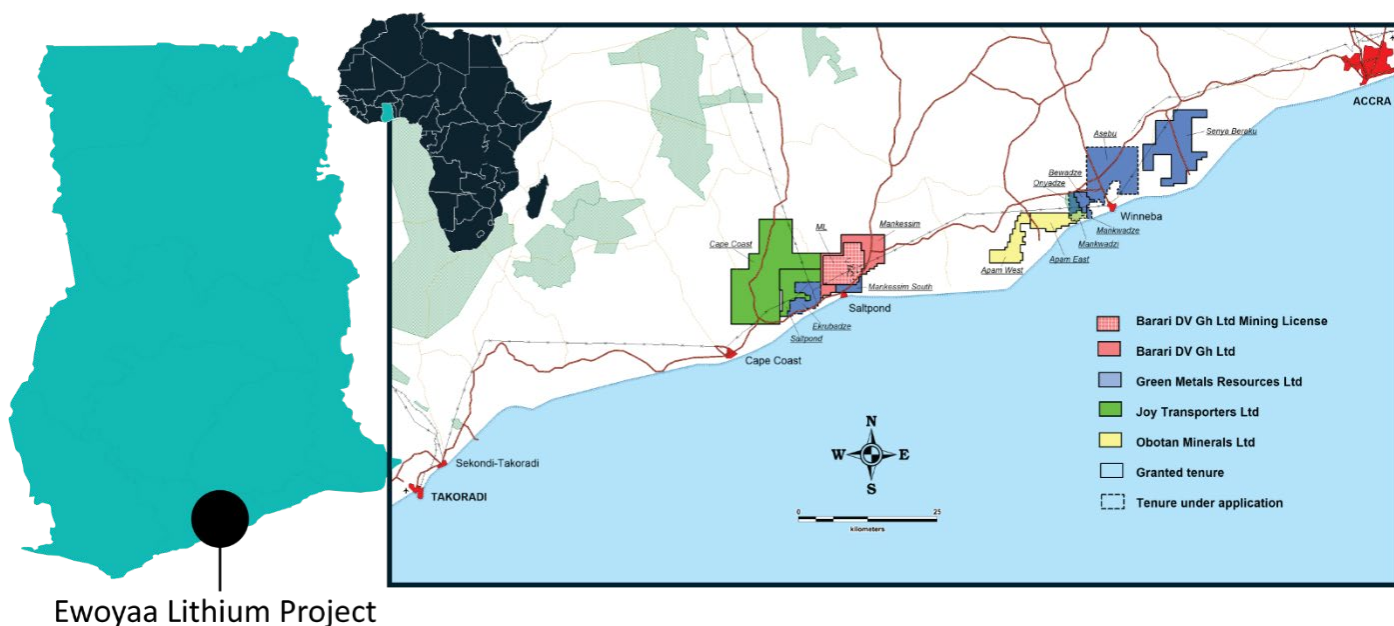 ACCRA
Asebu
Senya Beraku
Bewadze
Onyadze
Winneba
Mankwadze
Mankwadzi
Apam East
Apam West
Mankessim
ML
Cape Coast
Mankessim South
Saltpond
Ekrubadze
Saltpond
Cape Coast
Sekondi-Takoradi
TAKORADI
Barari DV Gh Ltd Mining License
Barari DV Gh Ltd
Green Metals Resources Ltd
Joy Transporters Ltd
Obotan Minerals Ltd
Granted tenure
Tenure under application
N
W E
S
0 25
kilometers
Ewoyaa Lithium Project